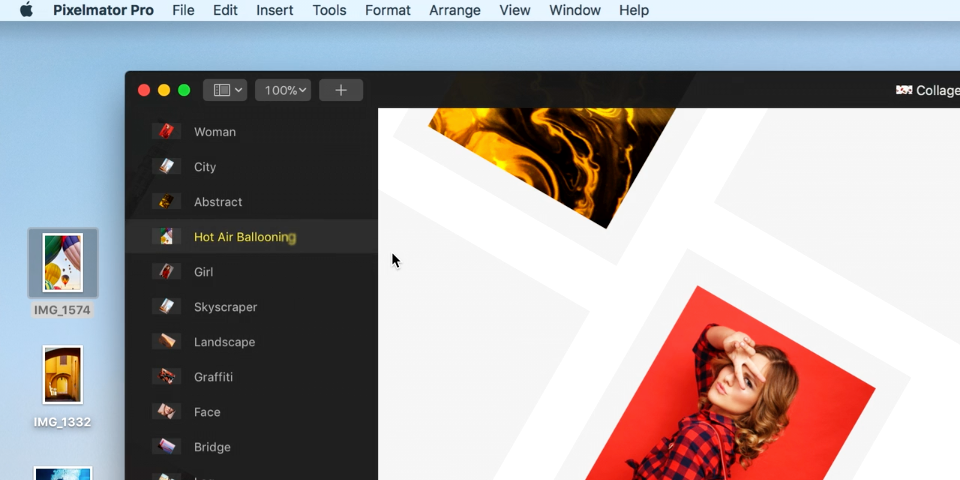 Pixelmator Pro File Edit Insert Tools Format Arrange View Window Help
100%
Collage
Woman
City
Abstract
Hot Air Ballooning
Girl
Skyscraper
Landscape
Graffiti
Face
Bridge
IMG_1574
IMG_1332